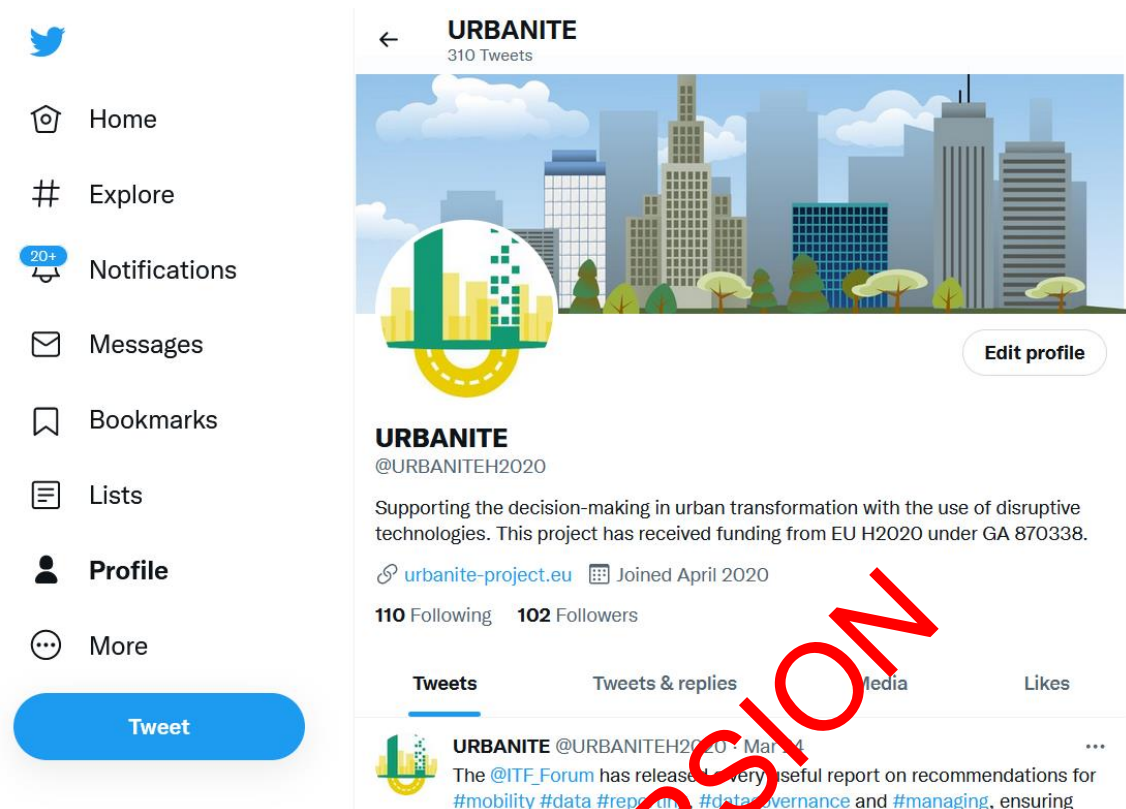 URBANITE
310 Tweets
Home
Explore
20+
Notifications
Messages
Bookmarks
Lists
Profile
More
Tweet
Edit profile
URBANITE
@URBANITEH2020
Supporting the decision-making in urban transformation with the use of disruptive
technologies. This project has received funding from EU H2020 under GA 870338.
urbanite-project.eu Joined April 2020
110 Following 102 Followers
Tweets Tweets & replies Media Likes
URBANITE @URBANITEH2020 · Mar
The @ITF_Forum has released a very useful report on recommendations for
#mobility #data #reporting, #datagovernance and #managing, ensuring
SION